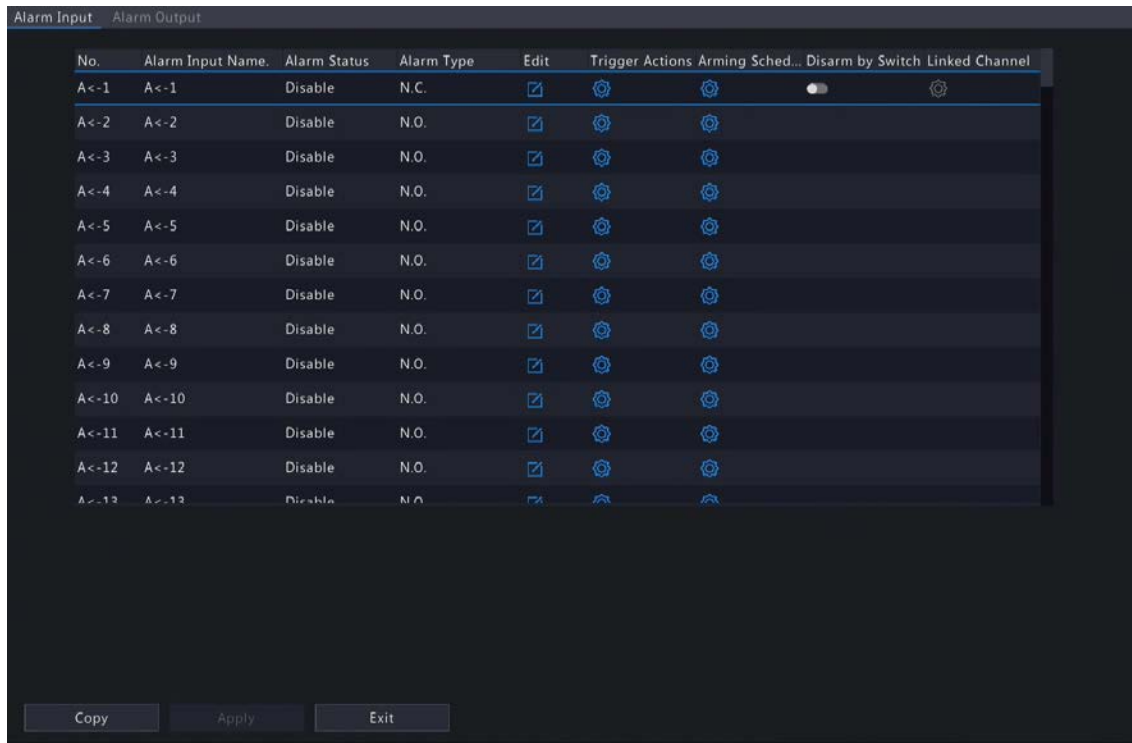 Alarm Input Alarm Output
No. Alarm Input Name. Alarm Status Alarm Type Edit Trigger Actions Arming Sched... Disarm by Switch Linked Channel
A<-1 A<-1 Disable N.C.
A<-2 A<-2 Disable N.O.
A<-3 A<-3 Disable N.O.
A<-4 A<-4 Disable N.O.
A<-5 A<-5 Disable N.O.
A<-6 A<-6 Disable N.O.
A<-7 A<-7 Disable N.O.
A<-8 A<-8 Disable N.O.
A<-9 A<-9 Disable N.O.
A<-10 A<-10 Disable N.O.
A<-11 A<-11 Disable N.O.
A<-12 A<-12 Disable N.O.
A<-13 A<-13 Disable N.O.
Copy Apply Exit